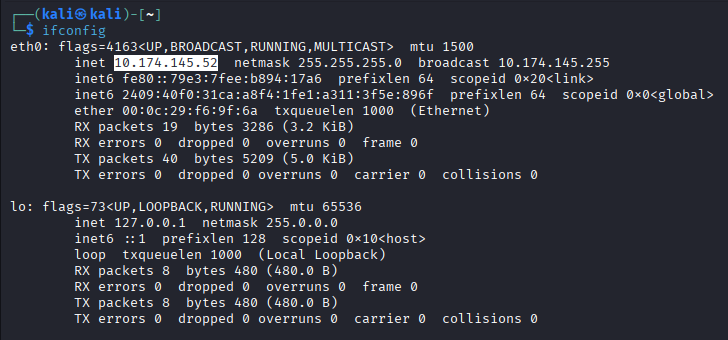 ┌──(kali㉿kali)-[~]
└─$ ifconfig
eth0: flags=4163<UP,BROADCAST,RUNNING,MULTICAST>  mtu 1500
        inet 10.174.145.52  netmask 255.255.255.0  broadcast 10.174.145.255
        inet6 fe80::79e3:7fee:b894:17a6  prefixlen 64  scopeid 0x20<link>
        inet6 2409:40f0:31ca:a8f4:1fe1:a311:3f5e:896f  prefixlen 64  scopeid 0x0<global>
        ether 00:0c:29:f6:9f:6a  txqueuelen 1000  (Ethernet)
        RX packets 19  bytes 3286 (3.2 KiB)
        RX errors 0  dropped 0  overruns 0  frame 0
        TX packets 40  bytes 5209 (5.0 KiB)
        TX errors 0  dropped 0 overruns 0  carrier 0  collisions 0

lo: flags=73<UP,LOOPBACK,RUNNING>  mtu 65536
        inet 127.0.0.1  netmask 255.0.0.0
        inet6 ::1  prefixlen 128  scopeid 0x10<host>
        loop  txqueuelen 1000  (Local Loopback)
        RX packets 8  bytes 480 (480.0 B)
        RX errors 0  dropped 0  overruns 0  frame 0
        TX packets 8  bytes 480 (480.0 B)
        TX errors 0  dropped 0 overruns 0  carrier 0  collisions 0